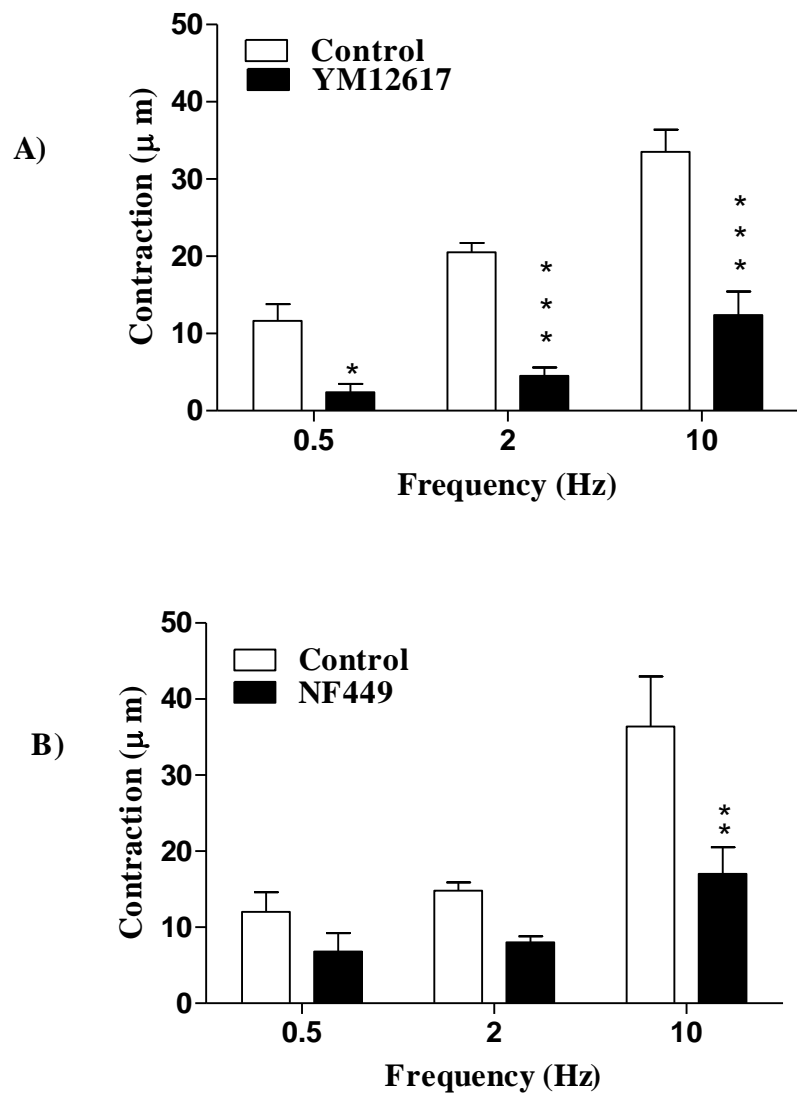 50
40
30
20
10
0
Contraction (μ m)
A)
Control
YM12617
*
* * *
* * *
0.5 2 10
Frequency (Hz)
50
40
30
20
10
0
Contraction (μ m)
B)
Control
NF449
* *
0.5 2 10
Frequency (Hz)